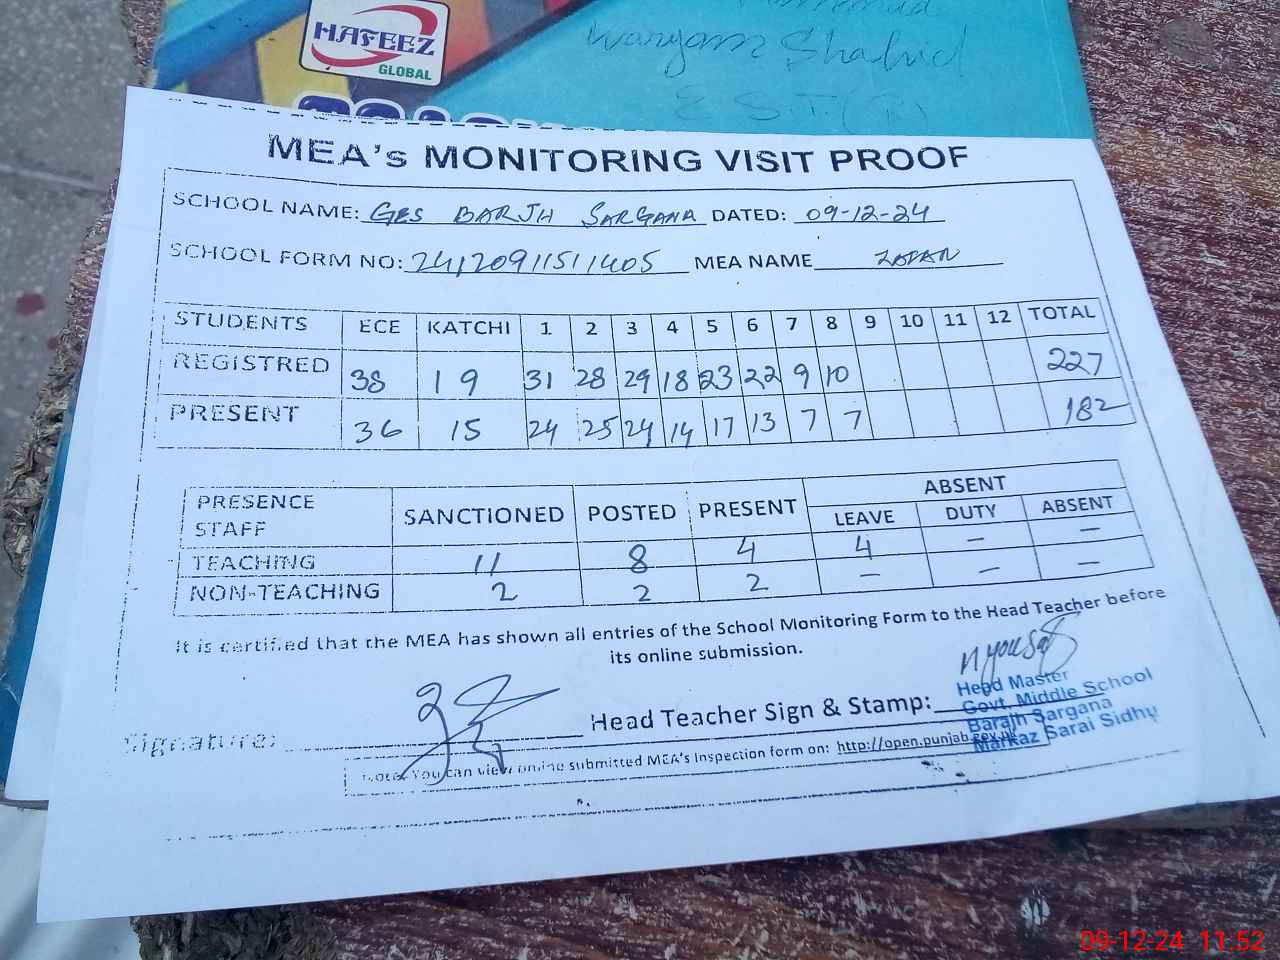 HAFEEZ
GLOBAL
Maryam Shahid
E.S.T (T)
MEA's MONITORING VISIT PROOF
SCHOOL NAME: GES BARJH SARGANA DATED: 09-12-24
SCHOOL FORM NO: 24120911511405 MEA NAME
STUDENTS ECE KATCHI 1 2 3 4 5 6 7 8 9 10 11 12 TOTAL
REGISTRED 38 19 31 28 29 18 23 22 9 10 227
PRESENT 36 15 24 25 24 14 17 13 7 7 182
PRESENCE STAFF SANCTIONED POSTED PRESENT ABSENT
LEAVE DUTY ABSENT
TEACHING 11 8 4 4 — —
NON-TEACHING 2 2 2 — — —
It is certified that the MEA has shown all entries of the School Monitoring Form to the Head Teacher before
its online submission.
Signature: Head Teacher Sign & Stamp:
Head Master
Govt. Middle School
Barajh Sargana
Markaz Sarai Sidhu
Note: You can view online submitted MEA's Inspection form on: http://open.punjab.gov.pk
09-12-24 11:52